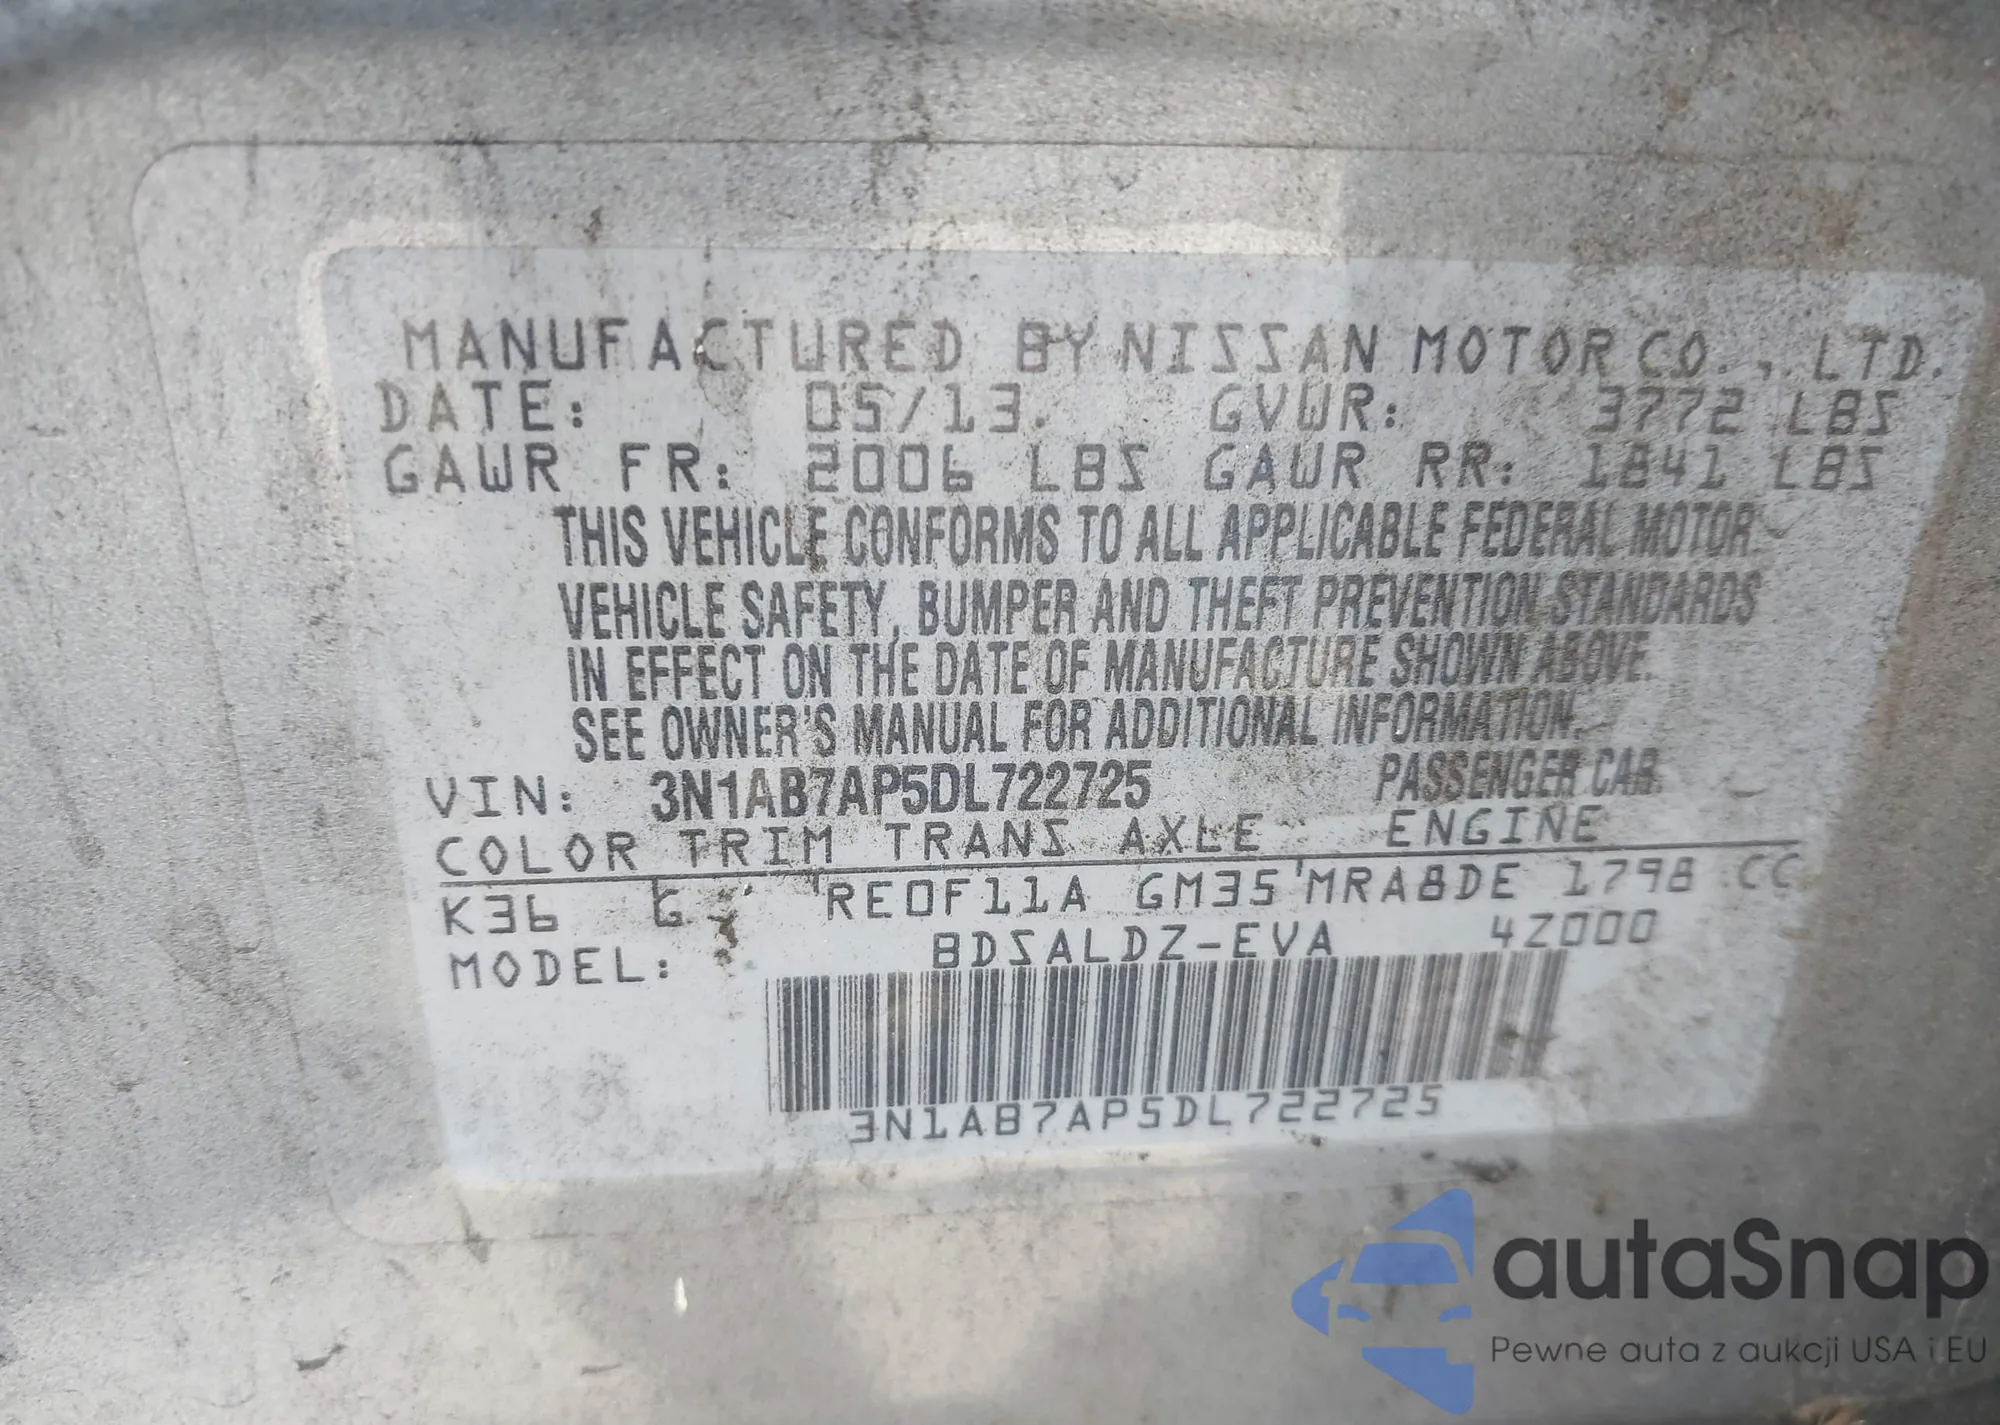 MANUFACTURED BY NISSAN MOTOR CO., LTD.
DATE: 05/13. GVWR: 3772 LBS
GAWR FR: 2006 LBS GAWR RR: 1841 LBS
THIS VEHICLE CONFORMS TO ALL APPLICABLE FEDERAL MOTOR
VEHICLE SAFETY, BUMPER AND THEFT PREVENTION STANDARDS
IN EFFECT ON THE DATE OF MANUFACTURE SHOWN ABOVE.
SEE OWNER'S MANUAL FOR ADDITIONAL INFORMATION.
VIN: 3N1AB7AP5DL722725 PASSENGER CAR
COLOR TRIM TRANS AXLE ENGINE
K36 G RE0F11A GM35 MRA8DE 1798 CC
MODEL: BDSALDZ-EVA 4Z000
3N1AB7AP5DL722725
autaSnap
Pewne auta z aukcji USA i EU